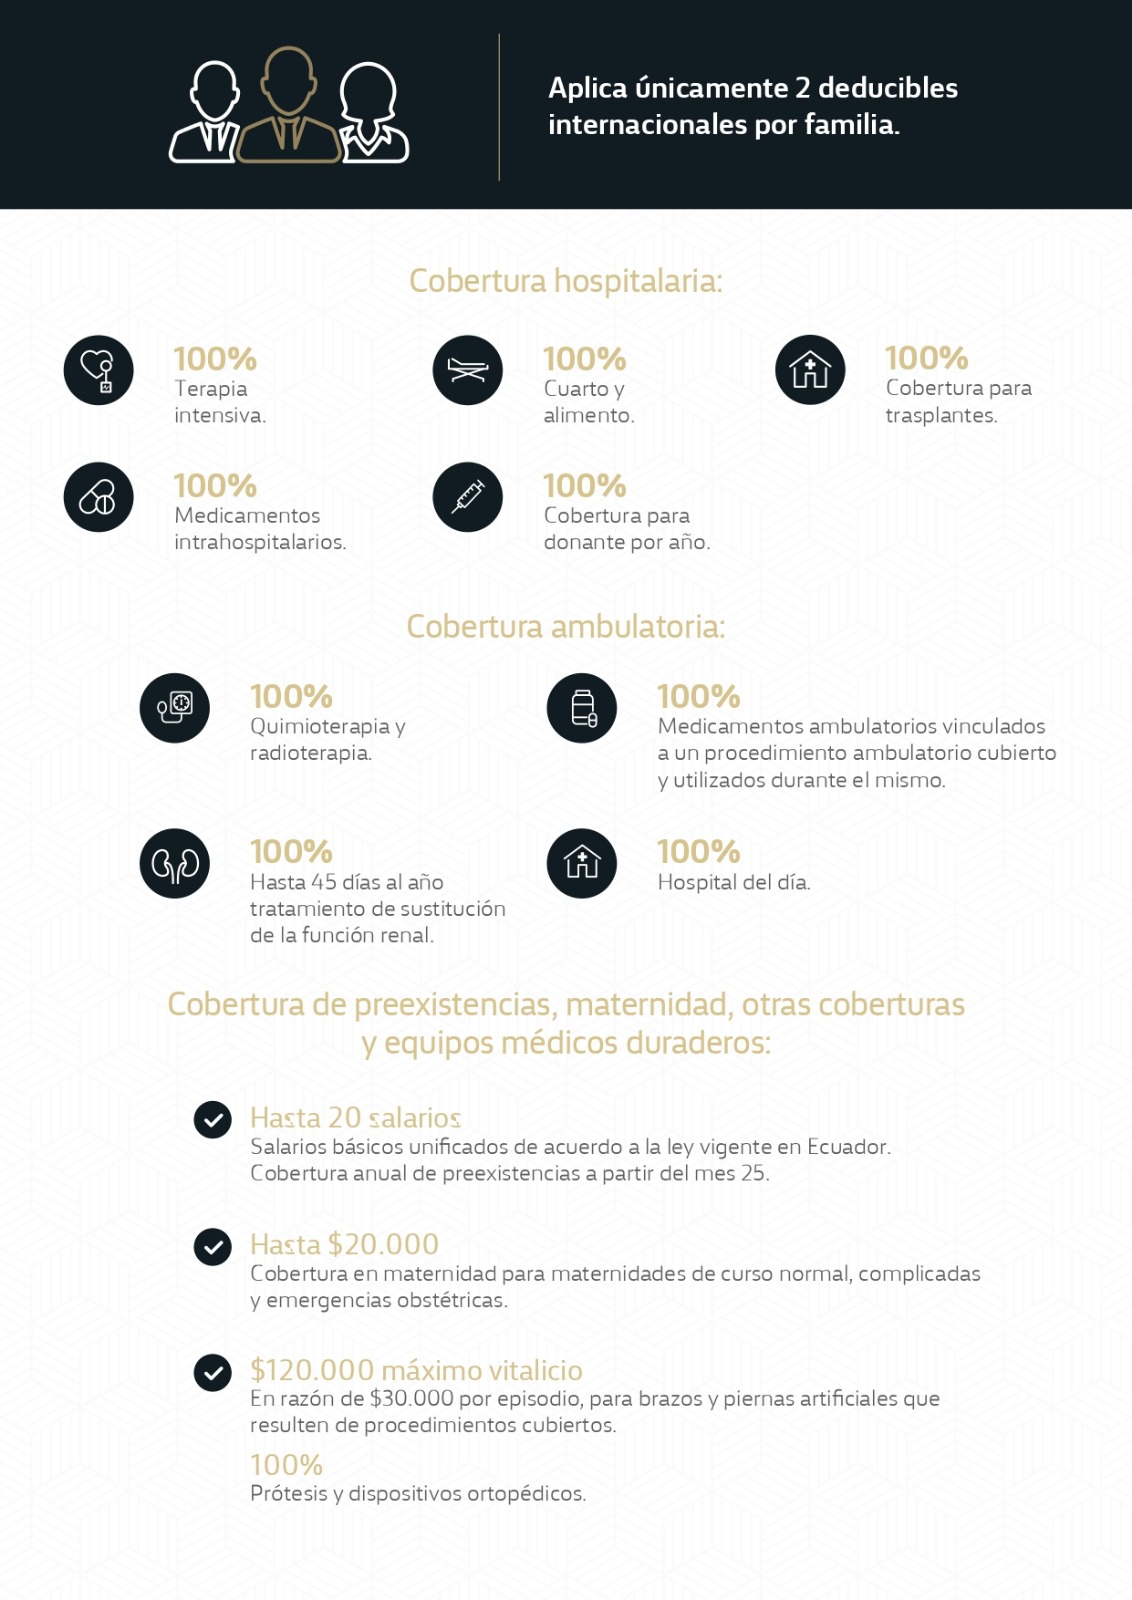 Aplica únicamente 2 deducibles
internacionales por familia.
Cobertura hospitalaria:
100%
Terapia
intensiva.
100%
Cuarto y
alimento.
100%
Cobertura para
trasplantes.
100%
Medicamentos
intrahospitalarios.
100%
Cobertura para
donante por año.
Cobertura ambulatoria:
100%
Quimioterapia y
radioterapia.
100%
Medicamentos ambulatorios vinculados
a un procedimiento ambulatorio cubierto
y utilizados durante el mismo.
100%
Hasta 45 días al año
tratamiento de sustitución
de la función renal.
100%
Hospital del día.
Cobertura de preexistencias, maternidad, otras coberturas
y equipos médicos duraderos:
Hasta 20 salarios
Salarios básicos unificados de acuerdo a la ley vigente en Ecuador.
Cobertura anual de preexistencias a partir del mes 25.
Hasta $20.000
Cobertura en maternidad para maternidades de curso normal, complicadas
y emergencias obstétricas.
$120.000 máximo vitalicio
En razón de $30.000 por episodio, para brazos y piernas artificiales que
resulten de procedimientos cubiertos.
100%
Prótesis y dispositivos ortopédicos.